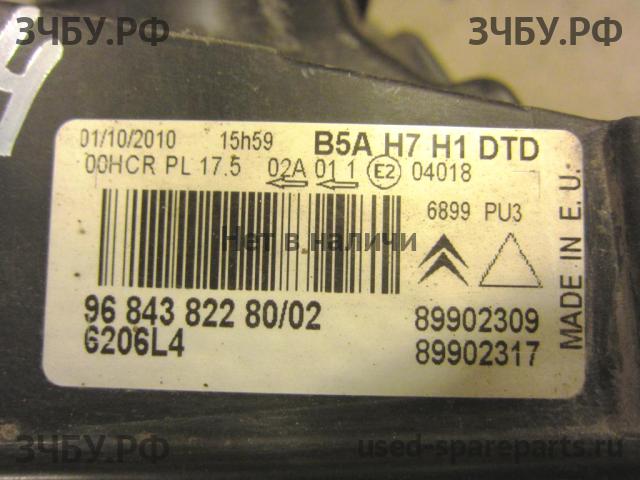 ЗЧБУ.РФ ЗЧБУ.РФ
01/10/2010 15h59 B5A H7 H1 DTD
00HCR PL 17.5 02A 01 1 E2 04018
6899 PU3
Нет в наличи
MADE IN E.U.
96 843 822 80/02 89902309
6206L4 89902317
ЗЧБУ.РФ used-spareparts.ru